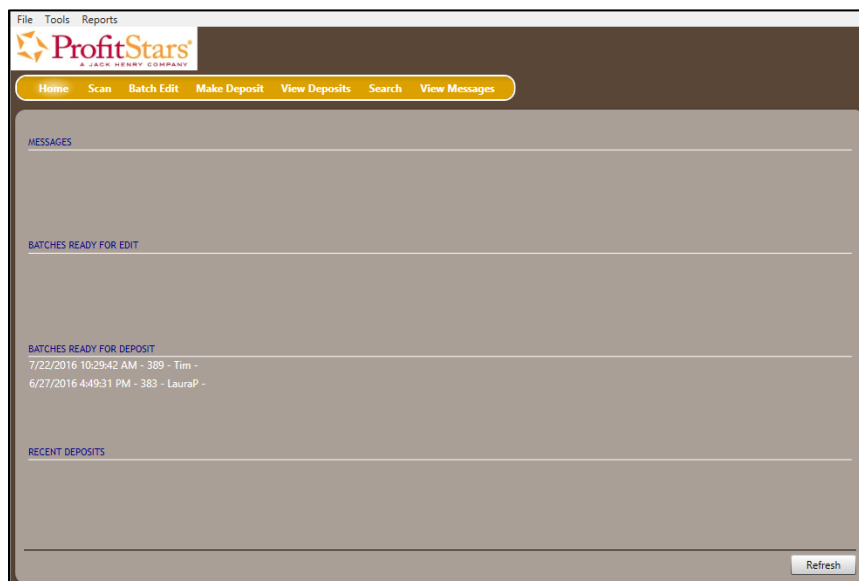 File Tools Reports
ProfitStars®
A JACK HENRY COMPANY
Home Scan Batch Edit Make Deposit View Deposits Search View Messages
MESSAGES
BATCHES READY FOR EDIT
BATCHES READY FOR DEPOSIT
7/22/2016 10:29:42 AM - 389 - Tim -
6/27/2016 4:49:31 PM - 383 - LauraP -
RECENT DEPOSITS
Refresh